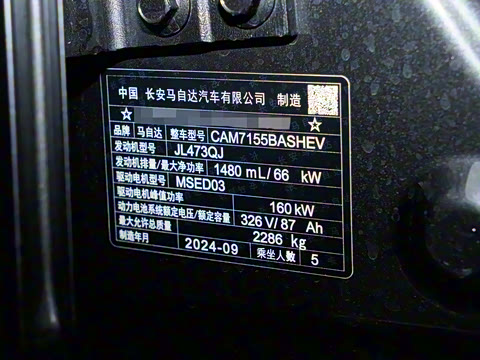 中国 长安马自达汽车有限公司 制造
☆ ☆
品牌 马自达 整车型号 CAM7155BASHEV
发动机型号 JL473QJ
发动机排量/最大净功率 1480 mL/66 kW
驱动电机型号 MSED03
驱动电机峰值功率 160 kW
动力电池系统额定电压/额定容量 326 V/87 Ah
最大允许总质量 2286 kg
制造年月 2024-09 乘坐人数 5